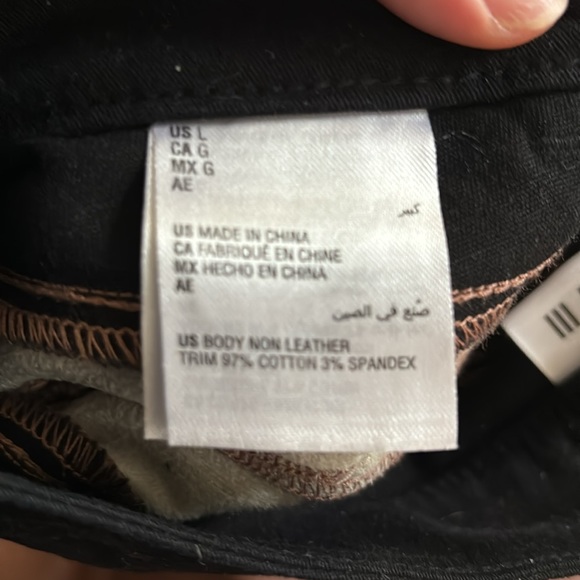 US L
CA G
MX G
AE
كبير
US MADE IN CHINA
CA FABRIQUÉ EN CHINE
MX HECHO EN CHINA
AE
صُنع في الصين
US BODY NON LEATHER
TRIM 97% COTTON 3% SPANDEX